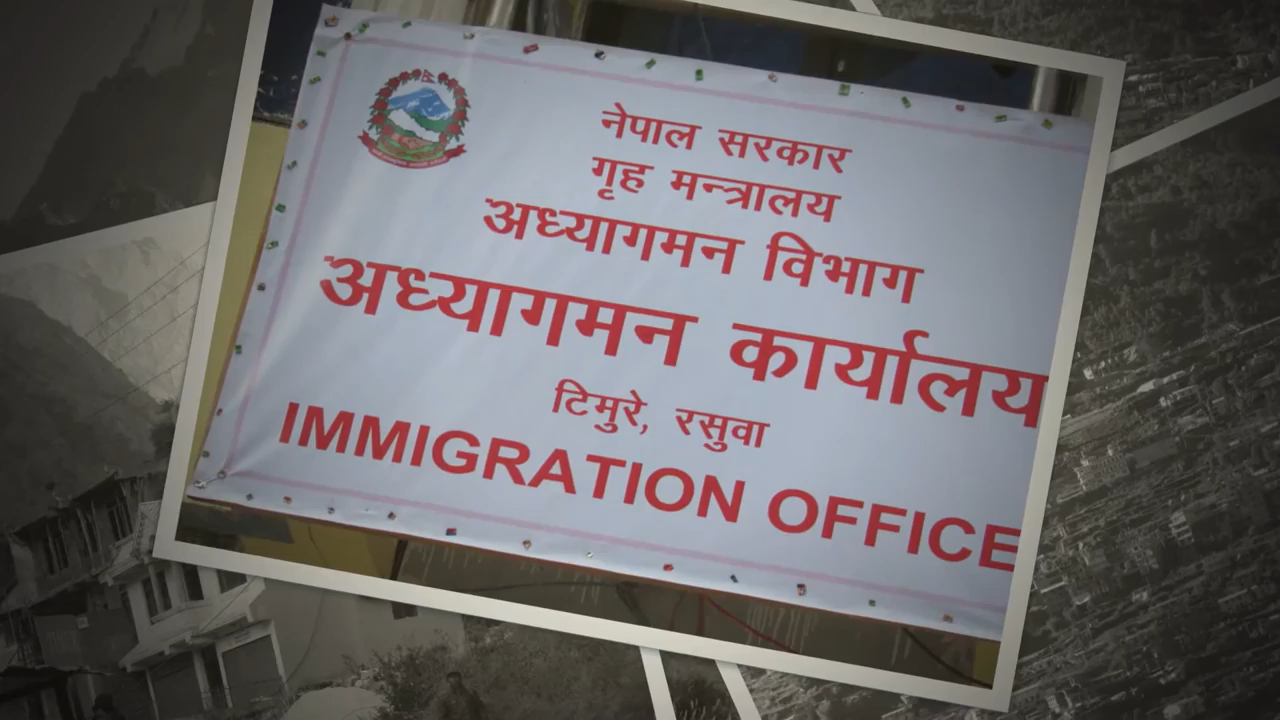 नेपाल सरकार
गृह मन्त्रालय
अध्यागमन विभाग
अध्यागमन कार्यालय
टिमुरे, रसुवा
IMMIGRATION OFFICE